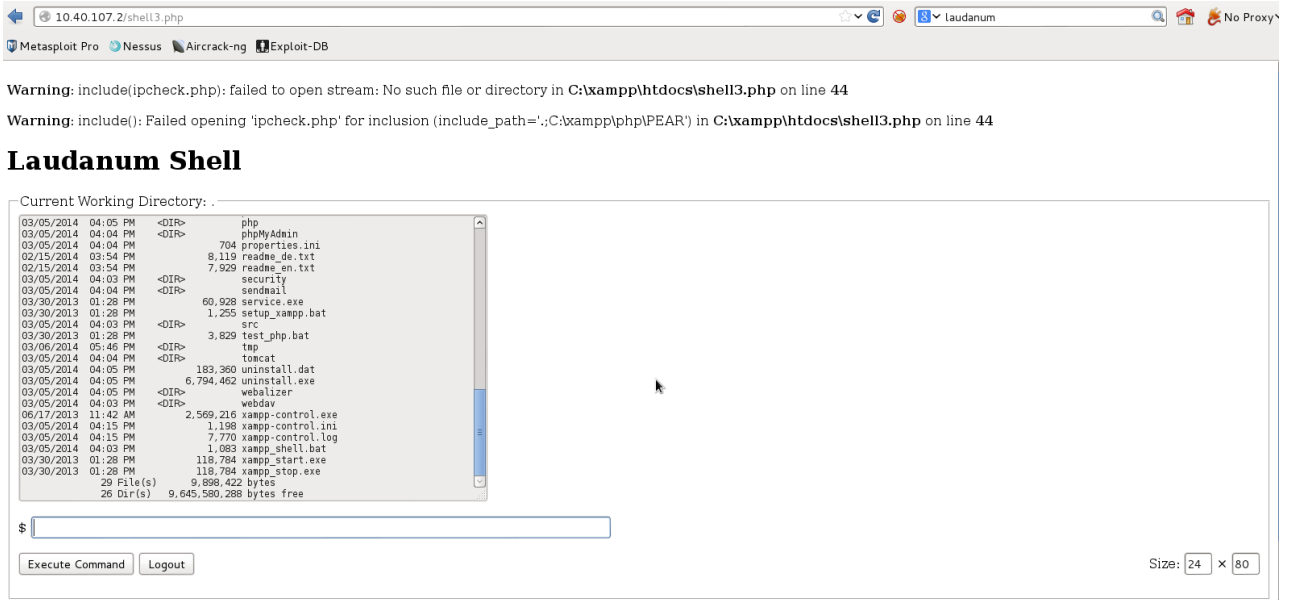 10.40.107.2/shell3.php
laudanum
No Proxy
Metasploit Pro Nessus Aircrack-ng Exploit-DB
Warning: include(ipcheck.php): failed to open stream: No such file or directory in C:\xampp\htdocs\shell3.php on line 44
Warning: include(): Failed opening 'ipcheck.php' for inclusion (include_path='.;C:\xampp\php\PEAR') in C:\xampp\htdocs\shell3.php on line 44
Laudanum Shell
Current Working Directory: .
03/05/2014 04:05 PM <DIR> php
03/05/2014 04:04 PM <DIR> phpMyAdmin
03/05/2014 04:04 PM 704 properties.ini
02/15/2014 03:54 PM 8,119 readme_de.txt
02/15/2014 03:54 PM 7,929 readme_en.txt
03/05/2014 04:03 PM <DIR> security
03/05/2014 04:04 PM <DIR> sendmail
03/30/2013 01:28 PM 60,928 service.exe
03/30/2013 01:28 PM 1,255 setup_xampp.bat
03/05/2014 04:03 PM <DIR> src
03/30/2013 01:28 PM 3,829 test_php.bat
03/06/2014 05:46 PM <DIR> tmp
03/05/2014 04:04 PM <DIR> tomcat
03/05/2014 04:05 PM 183,360 uninstall.dat
03/05/2014 04:05 PM 6,794,462 uninstall.exe
03/05/2014 04:05 PM <DIR> webalizer
03/05/2014 04:03 PM <DIR> webdav
06/17/2013 11:42 AM 2,569,216 xampp-control.exe
03/05/2014 04:15 PM 1,198 xampp-control.ini
03/05/2014 04:15 PM 7,770 xampp-control.log
03/05/2014 04:03 PM 1,083 xampp_shell.bat
03/30/2013 01:28 PM 118,784 xampp_start.exe
03/30/2013 01:28 PM 118,784 xampp_stop.exe
29 File(s) 9,898,422 bytes
26 Dir(s) 9,645,580,288 bytes free
$
Execute Command Logout Size: 24 × 80